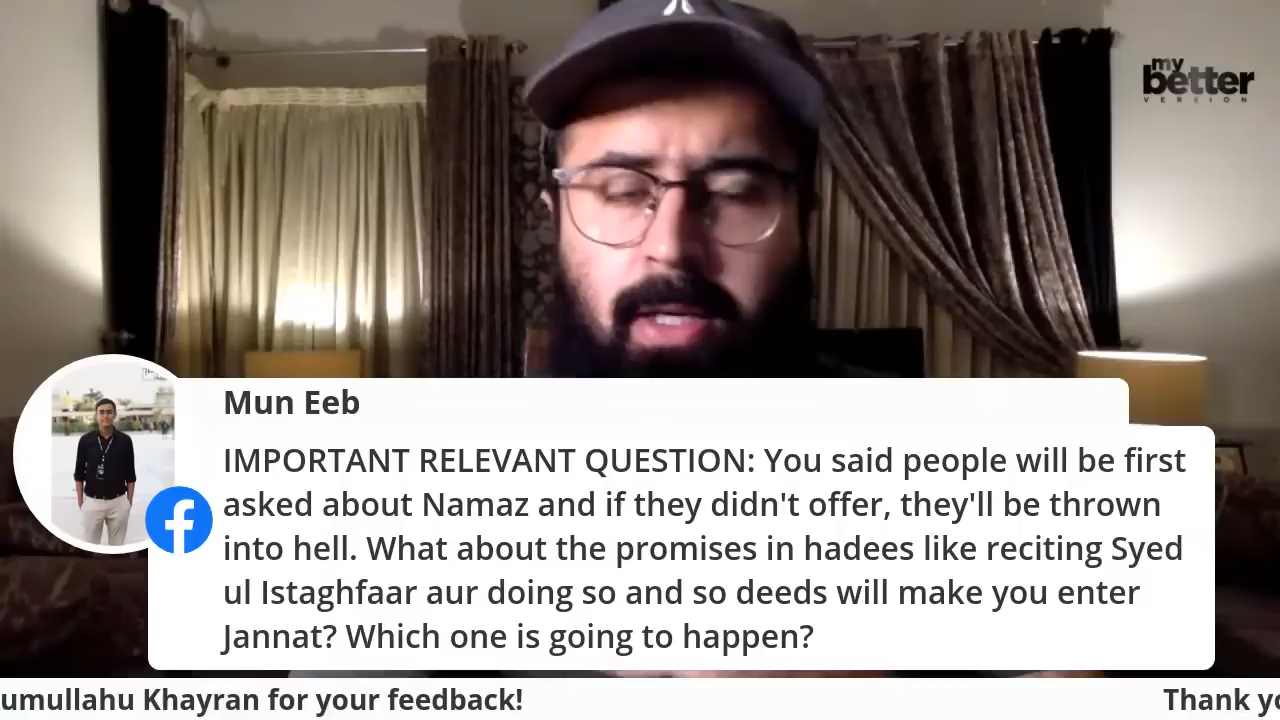 my
better
VERSION
Mun Eeb
IMPORTANT RELEVANT QUESTION: You said people will be first
asked about Namaz and if they didn't offer, they'll be thrown
into hell. What about the promises in hadees like reciting Syed
ul Istaghfaar aur doing so and so deeds will make you enter
Jannat? Which one is going to happen?
umullahu Khayran for your feedback!
Thank yo